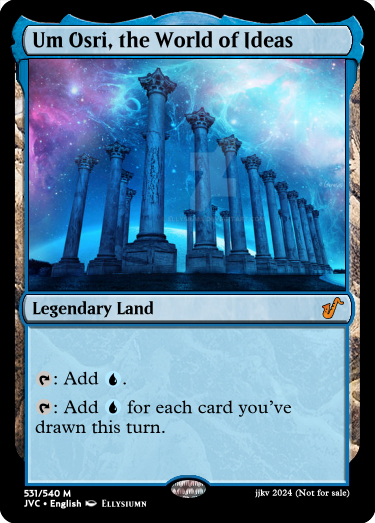 Um Osri, the World of Ideas
Legendary Land
: Add .
: Add for each card you've
drawn this turn.
531/540 M
jjkv 2024 (Not for sale)
JVC • English Ellysiumn